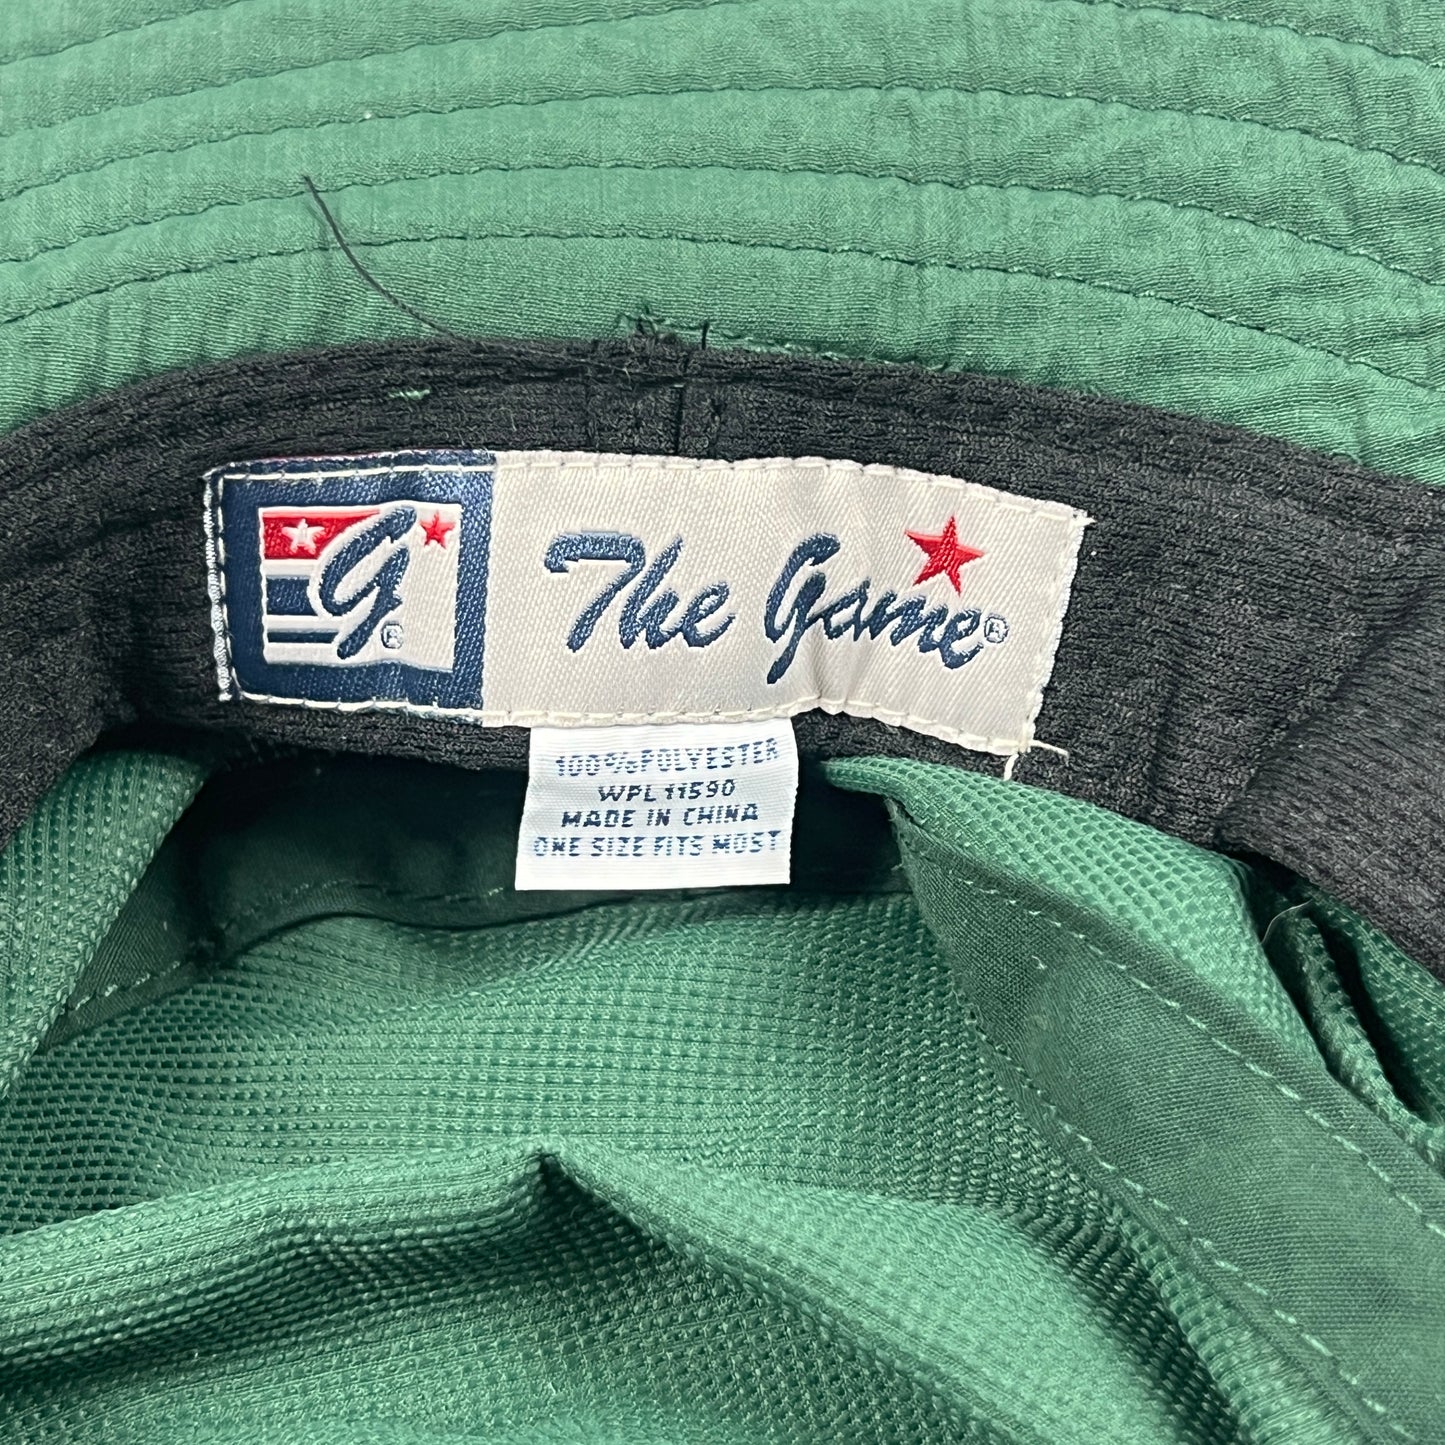 G®
The Game®
100% POLYESTER
WPL 11590
MADE IN CHINA
ONE SIZE FITS MOST